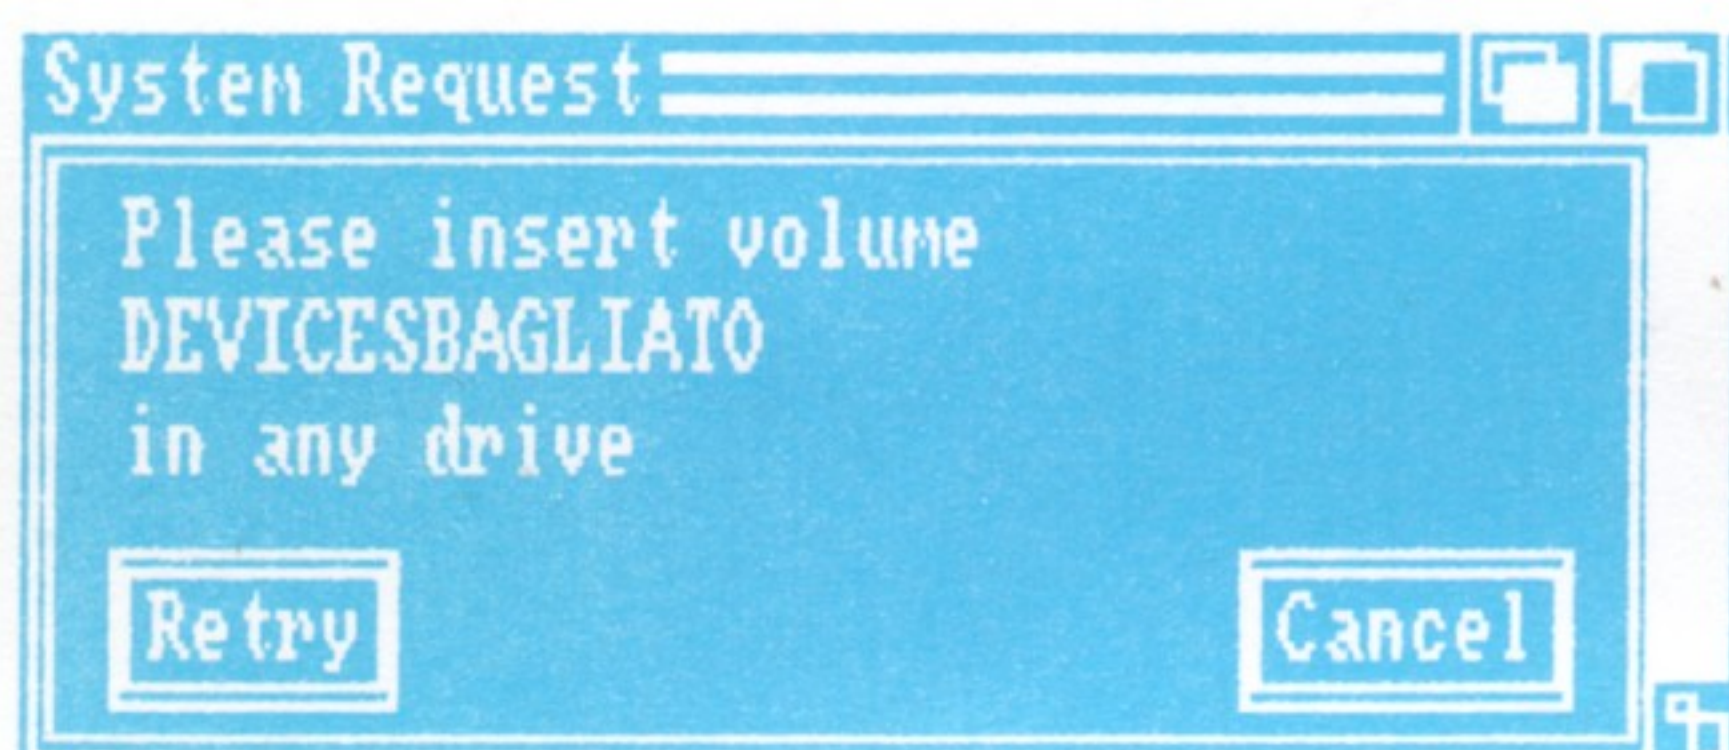 System Request
Please insert volume
DEVICESBAGLIATO
in any drive
Retry
Cancel